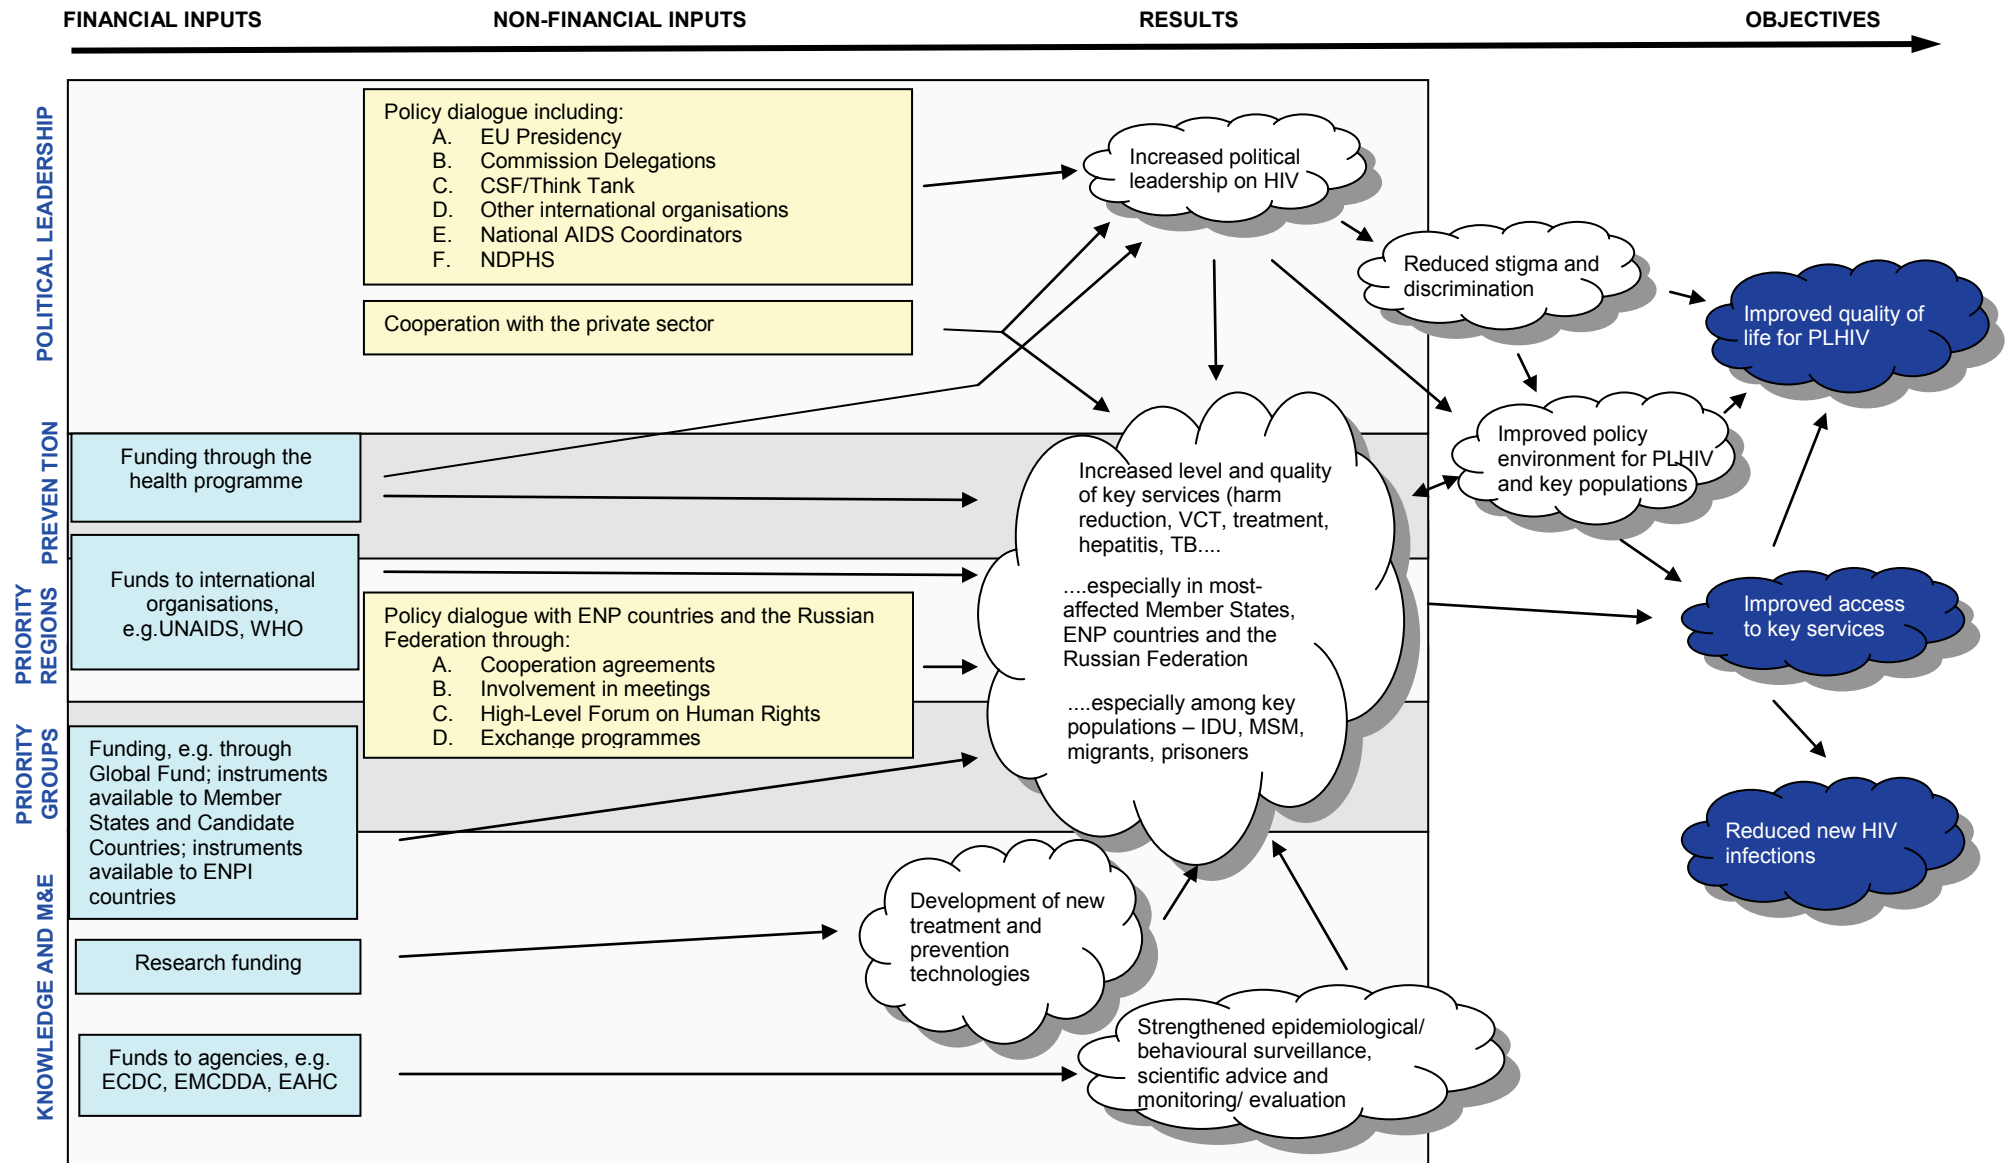 FINANCIAL INPUTS
NON-FINANCIAL INPUTS
RESULTS
OBJECTIVES
POLITICAL LEADERSHIP
Policy dialogue including:
A. EU Presidency
B. Commission Delegations
C. CSF/Think Tank
D. Other international organisations
E. National AIDS Coordinators
F. NDPHS
Cooperation with the private sector
Increased political
leadership on HIV
Reduced stigma and
discrimination
Improved quality of
life for PLHIV
PREVEN TION
Funding through the
health programme
Increased level and quality
of key services (harm
reduction, VCT, treatment,
hepatitis, TB....
....especially in most-
affected Member States,
ENP countries and the
Russian Federation
....especially among key
populations – IDU, MSM,
migrants, prisoners
Improved policy
environment for PLHIV
and key populations
PRIORITY
REGIONS
Funds to international
organisations,
e.g.UNAIDS, WHO
Policy dialogue with ENP countries and the Russian
Federation through:
A. Cooperation agreements
B. Involvement in meetings
C. High-Level Forum on Human Rights
D. Exchange programmes
Improved access
to key services
PRIORITY
GROUPS
Funding, e.g. through
Global Fund; instruments
available to Member
States and Candidate
Countries; instruments
available to ENPI
countries
Reduced new HIV
infections
KNOWLEDGE AND M&E
Research funding
Development of new
treatment and
prevention
technologies
Funds to agencies, e.g.
ECDC, EMCDDA, EAHC
Strengthened epidemiological/
behavioural surveillance,
scientific advice and
monitoring/ evaluation